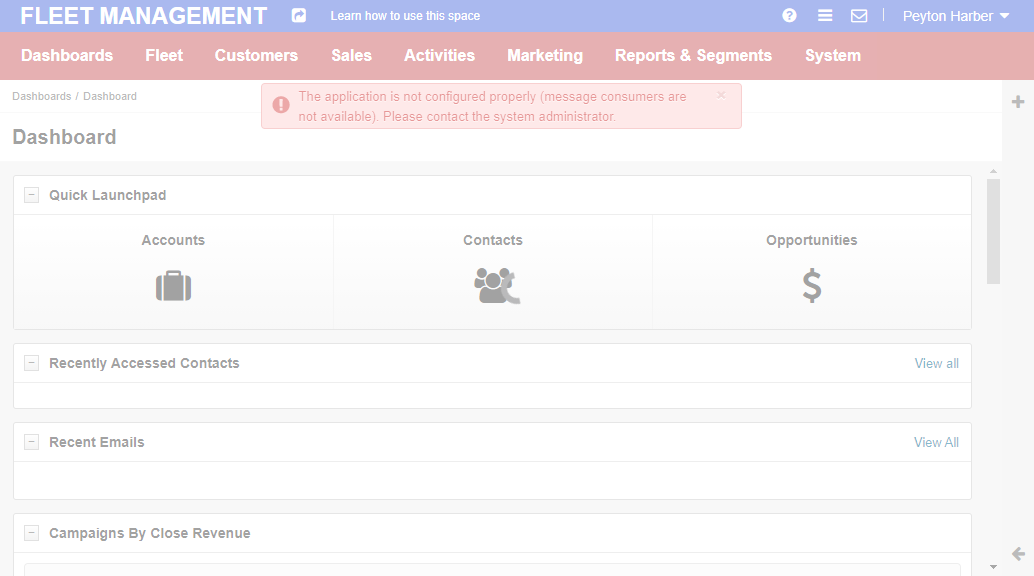 FLEET MANAGEMENT
Learn how to use this space
Peyton Harber
Dashboards
Fleet
Customers
Sales
Activities
Marketing
Reports & Segments
System
Dashboards / Dashboard
The application is not configured properly (message consumers are
not available). Please contact the system administrator.
Dashboard
Quick Launchpad
Accounts
Contacts
Opportunities
Recently Accessed Contacts
View all
Recent Emails
View All
Campaigns By Close Revenue